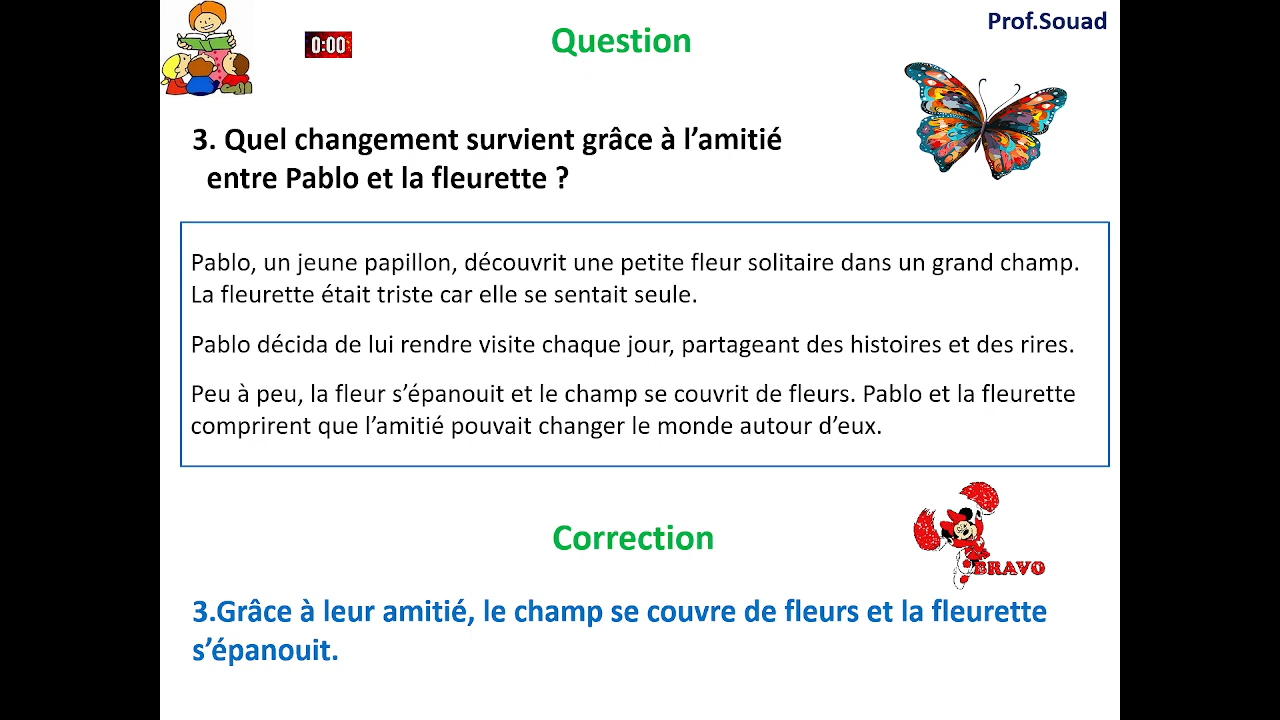 Prof.Souad
0:00
Question
3. Quel changement survient grâce à l’amitié
entre Pablo et la fleurette ?
Pablo, un jeune papillon, découvrit une petite fleur solitaire dans un grand champ.
La fleurette était triste car elle se sentait seule.
Pablo décida de lui rendre visite chaque jour, partageant des histoires et des rires.
Peu à peu, la fleur s’épanouit et le champ se couvrit de fleurs. Pablo et la fleurette
comprirent que l’amitié pouvait changer le monde autour d’eux.
Correction
BRAVO
3.Grâce à leur amitié, le champ se couvre de fleurs et la fleurette
s’épanouit.